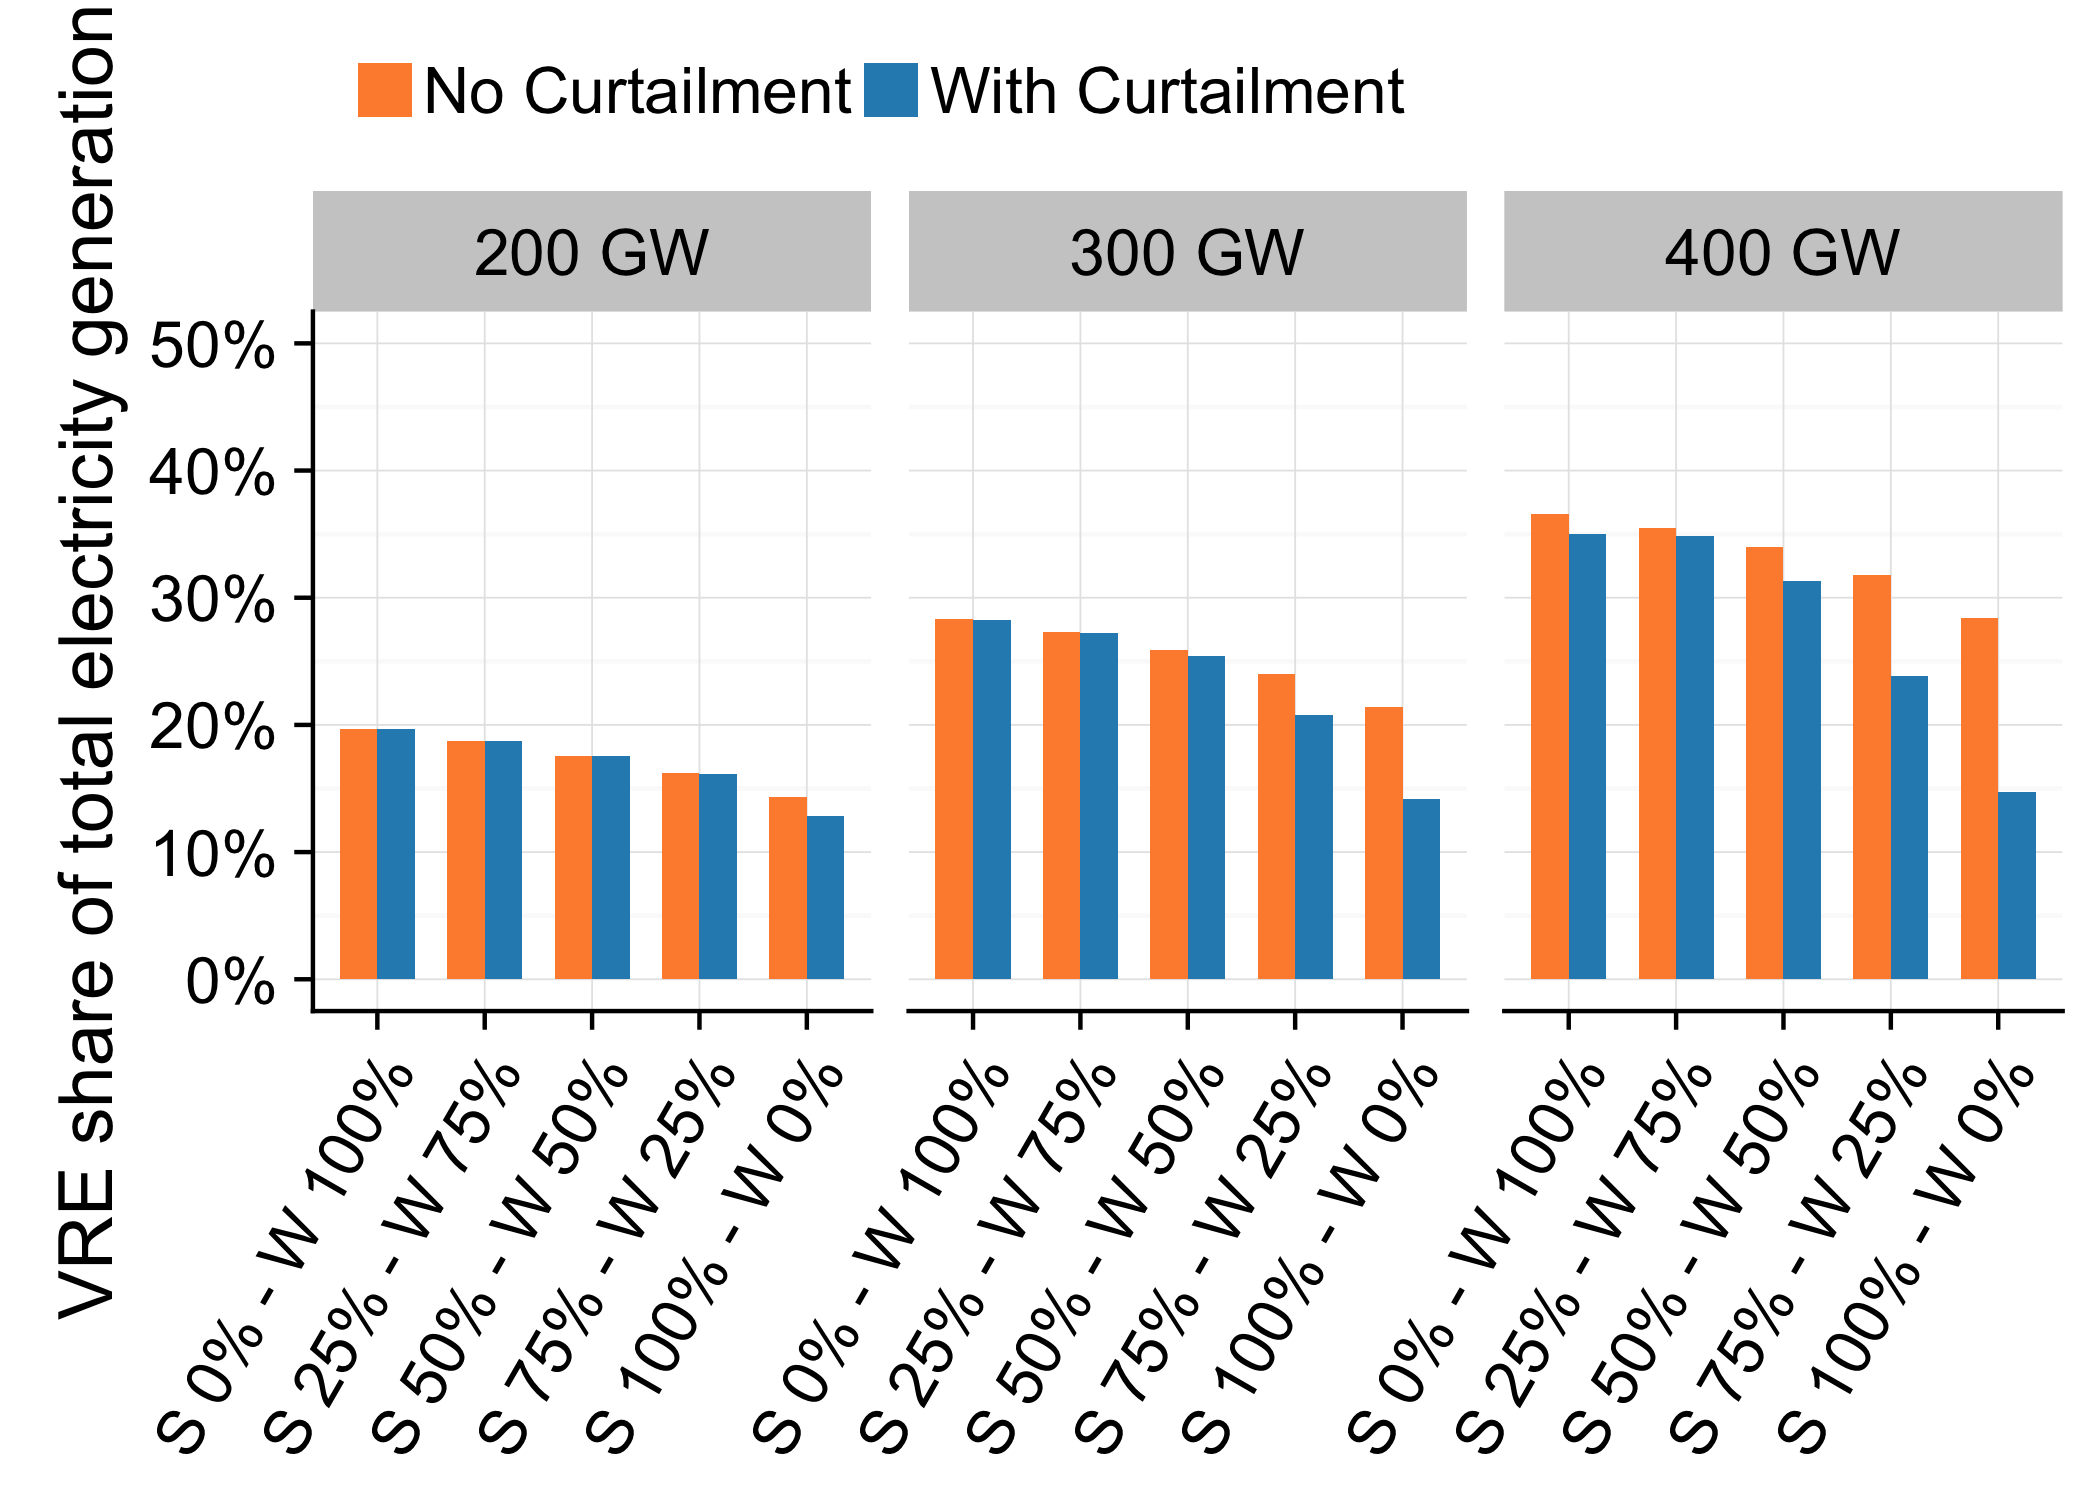 No Curtailment With Curtailment
200 GW 300 GW 400 GW
VRE share of total electricity generation
50%
40%
30%
20%
10%
0%
S 0% - W 100%
S 25% - W 75%
S 50% - W 50%
S 75% - W 25%
S 100% - W 0%
S 0% - W 100%
S 25% - W 75%
S 50% - W 50%
S 75% - W 25%
S 100% - W 0%
S 0% - W 100%
S 25% - W 75%
S 50% - W 50%
S 75% - W 25%
S 100% - W 0%